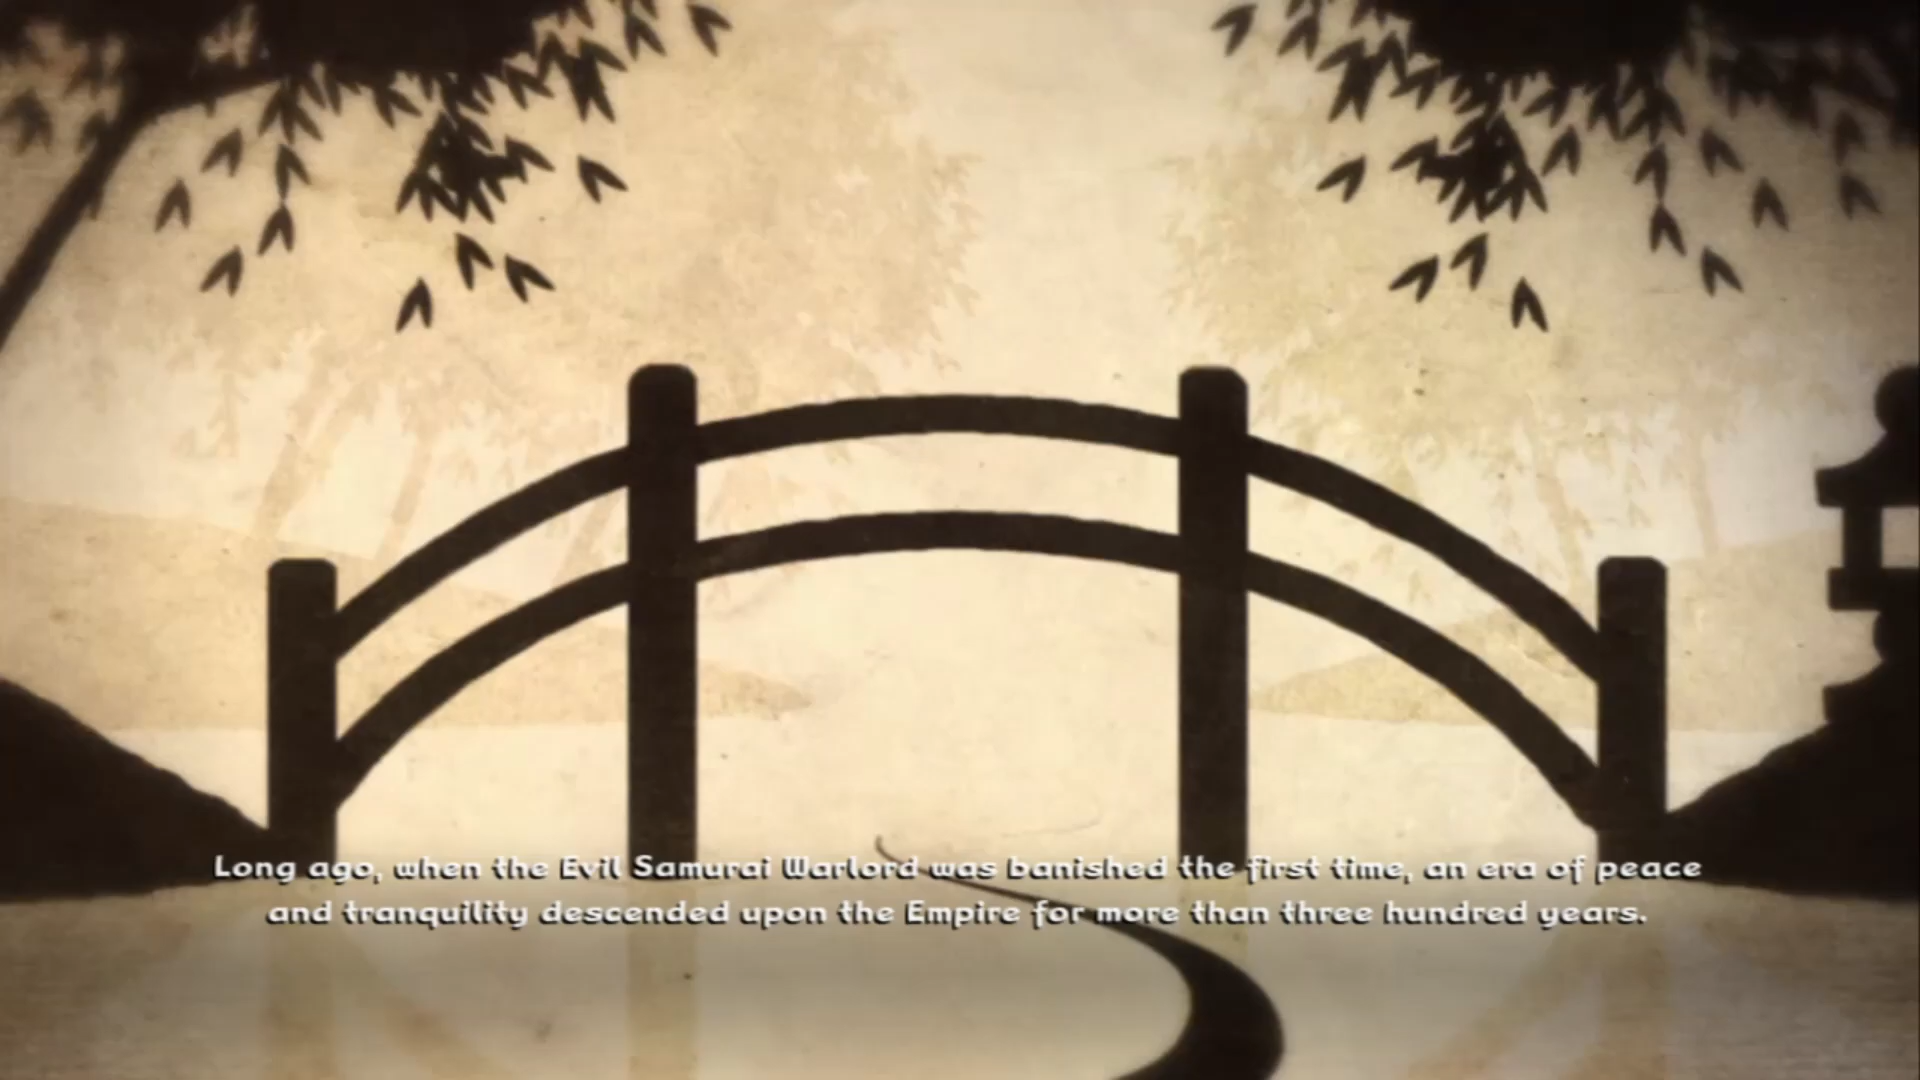 Long ago, when the Evil Samurai Warlord was banished the first time, an era of peace
and tranquility descended upon the Empire for more than three hundred years.